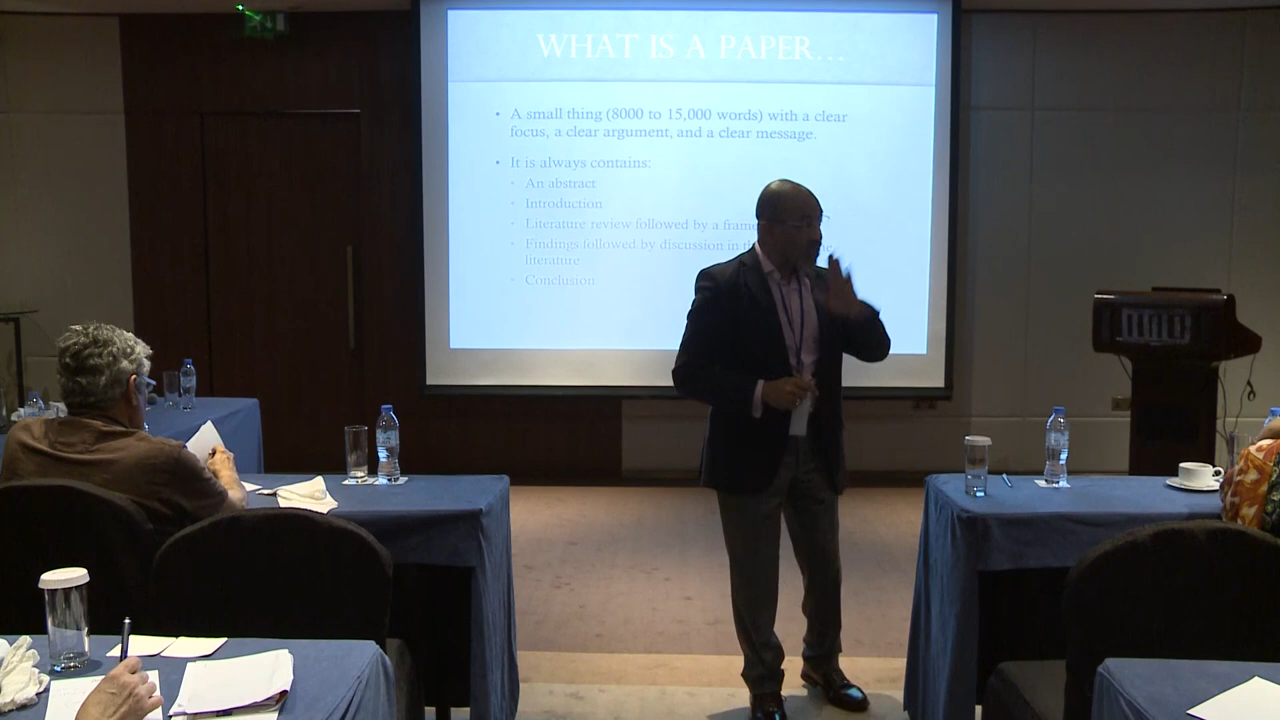 WHAT IS A PAPER...
• A small thing (8000 to 15,000 words) with a clear
focus, a clear argument, and a clear message.
• It is always contains:
• An abstract
• Introduction
• Literature review followed by a
• Findings followed by discussion in
literature
• Conclusion